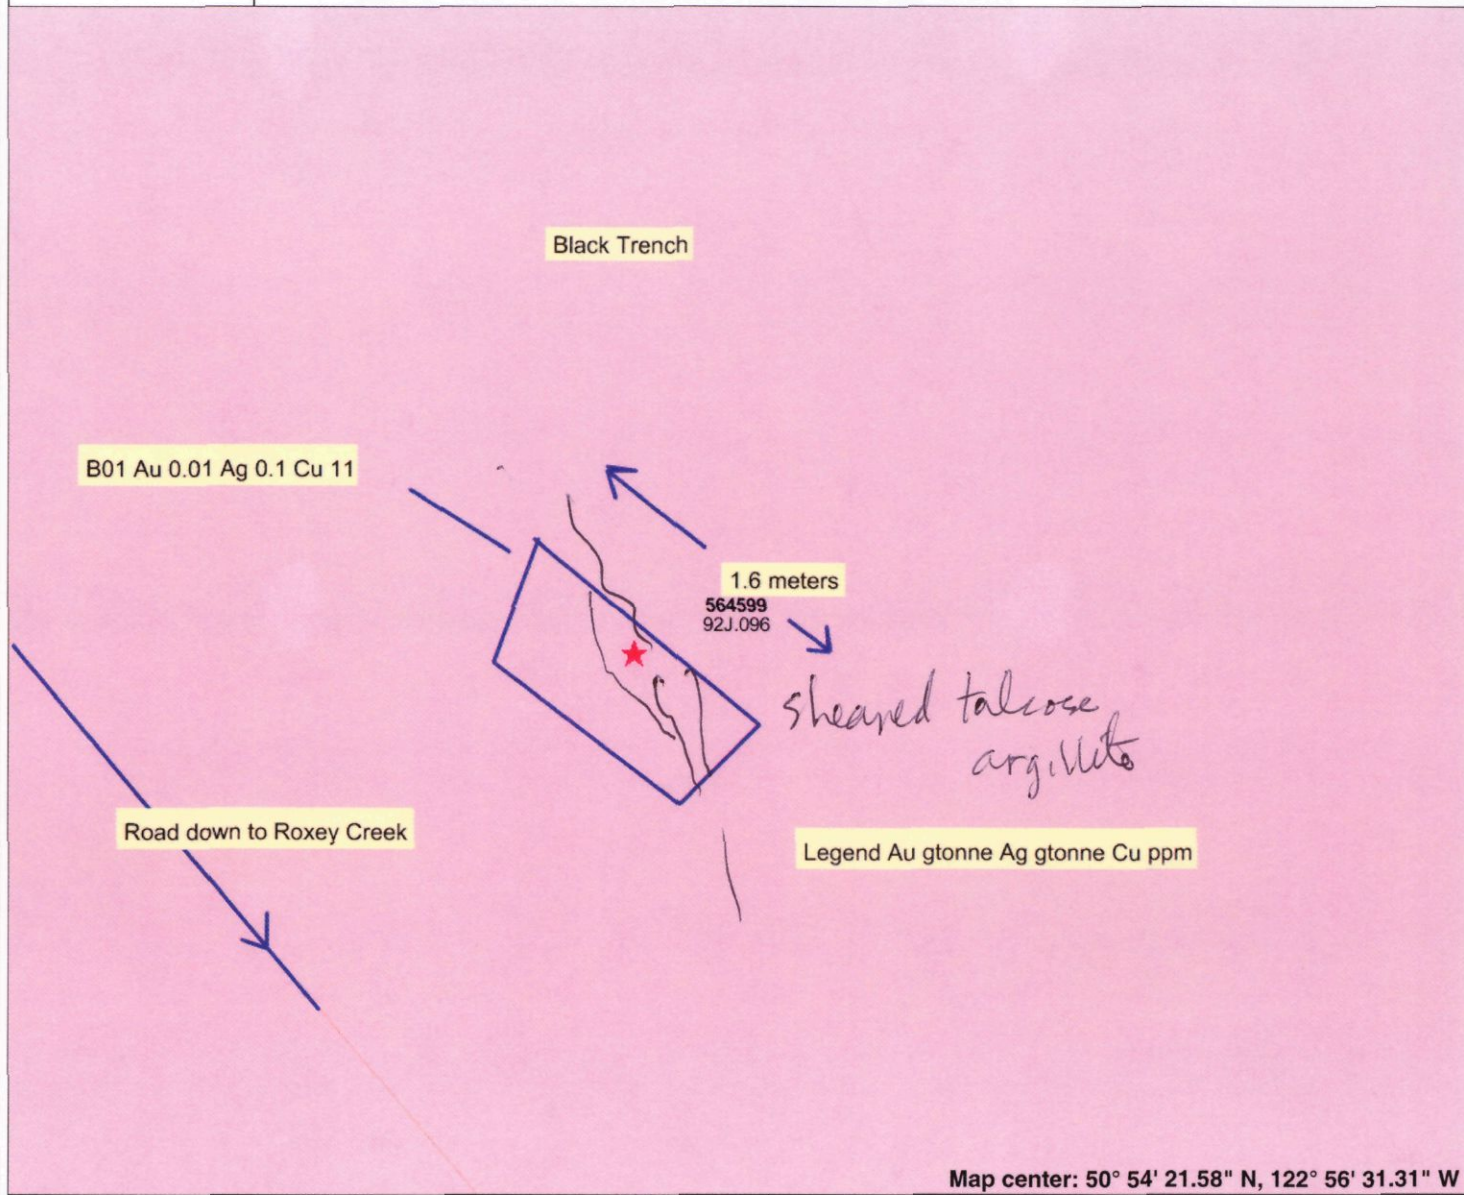 Black Trench
B01 Au 0.01 Ag 0.1 Cu 11
1.6 meters
564599
92J.096
sheared talcose
argillite
Road down to Roxey Creek
Legend Au gtonne Ag gtonne Cu ppm
Map center: 50° 54' 21.58" N, 122° 56' 31.31" W